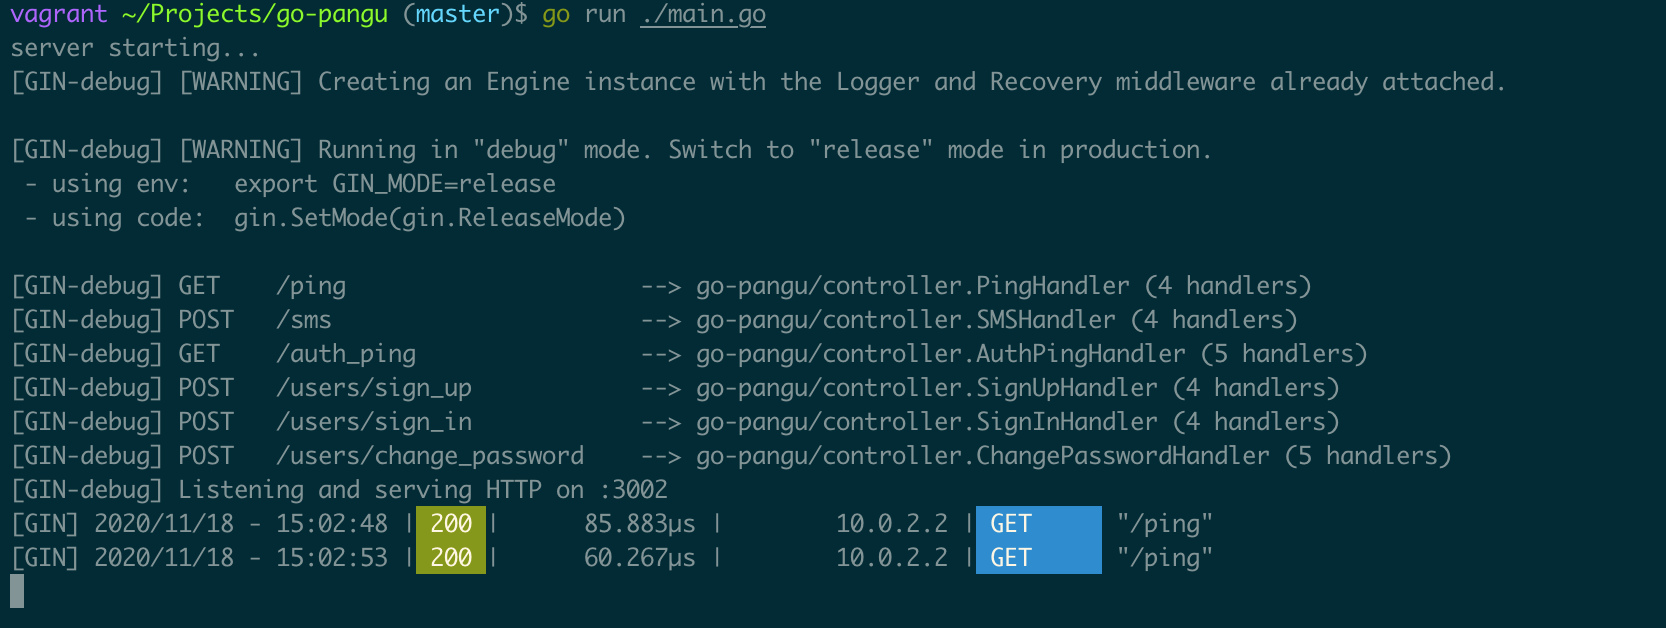 vagrant ~/Projects/go-pangu (master)$ go run ./main.go
server starting...
[GIN-debug] [WARNING] Creating an Engine instance with the Logger and Recovery middleware already attached.
[GIN-debug] [WARNING] Running in "debug" mode. Switch to "release" mode in production.
 - using env:   export GIN_MODE=release
 - using code:  gin.SetMode(gin.ReleaseMode)
[GIN-debug] GET    /ping                     --> go-pangu/controller.PingHandler (4 handlers)
[GIN-debug] POST   /sms                      --> go-pangu/controller.SMSHandler (4 handlers)
[GIN-debug] GET    /auth_ping                --> go-pangu/controller.AuthPingHandler (5 handlers)
[GIN-debug] POST   /users/sign_up            --> go-pangu/controller.SignUpHandler (4 handlers)
[GIN-debug] POST   /users/sign_in            --> go-pangu/controller.SignInHandler (4 handlers)
[GIN-debug] POST   /users/change_password    --> go-pangu/controller.ChangePasswordHandler (5 handlers)
[GIN-debug] Listening and serving HTTP on :3002
[GIN] 2020/11/18 - 15:02:48 | 200 |      85.883µs |        10.0.2.2 | GET      "/ping"
[GIN] 2020/11/18 - 15:02:53 | 200 |      60.267µs |        10.0.2.2 | GET      "/ping"